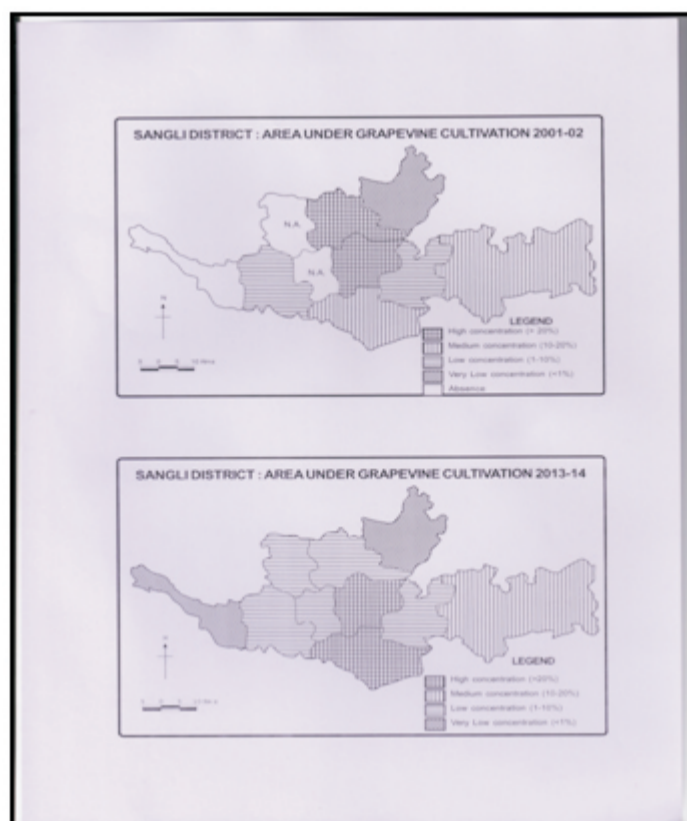 SANGLI DISTRICT : AREA UNDER GRAPEVINE CULTIVATION 2001-02
N.A.
N.A.
N
LEGEND
High concentration (> 20%)
Medium concentration (10-20%)
Low concentration (1-10%)
Very Low concentration (<1%)
Absence
SANGLI DISTRICT : AREA UNDER GRAPEVINE CULTIVATION 2013-14
N
LEGEND
High concentration (>20%)
Medium concentration (10-20%)
Low concentration (1-10%)
Very Low concentration (<1%)